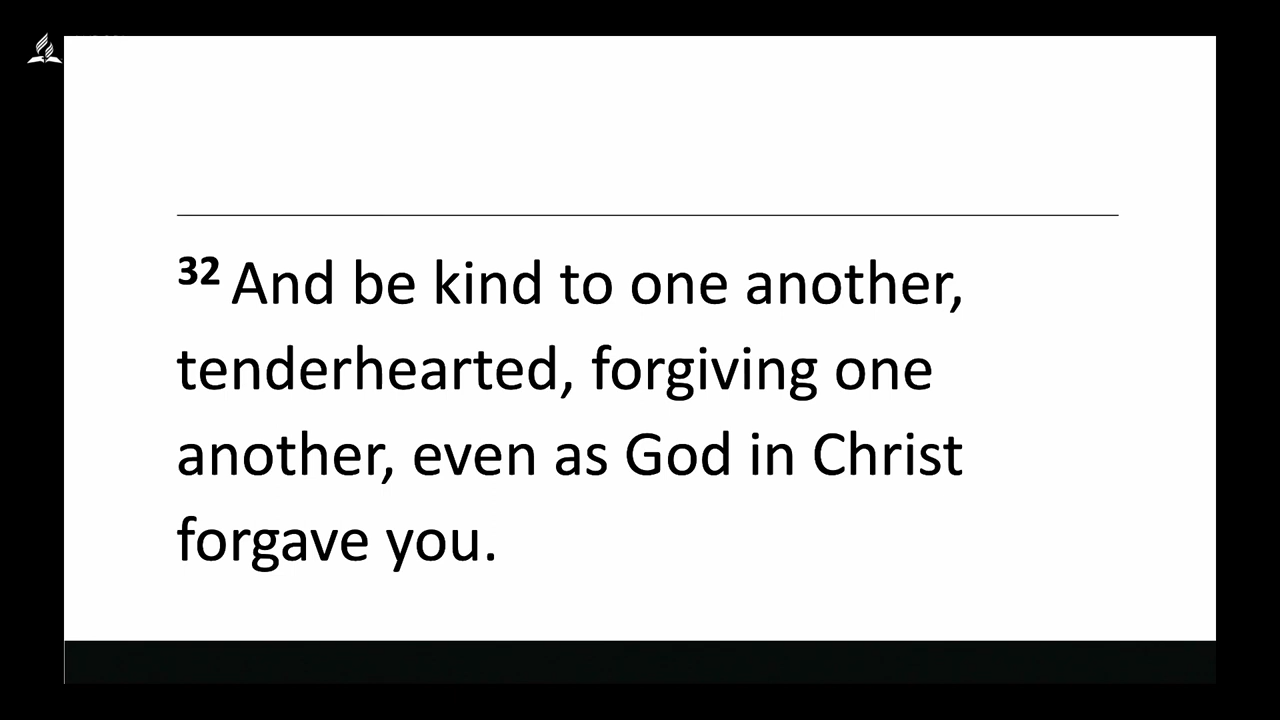 32 And be kind to one another,
tenderhearted, forgiving one
another, even as God in Christ
forgave you.